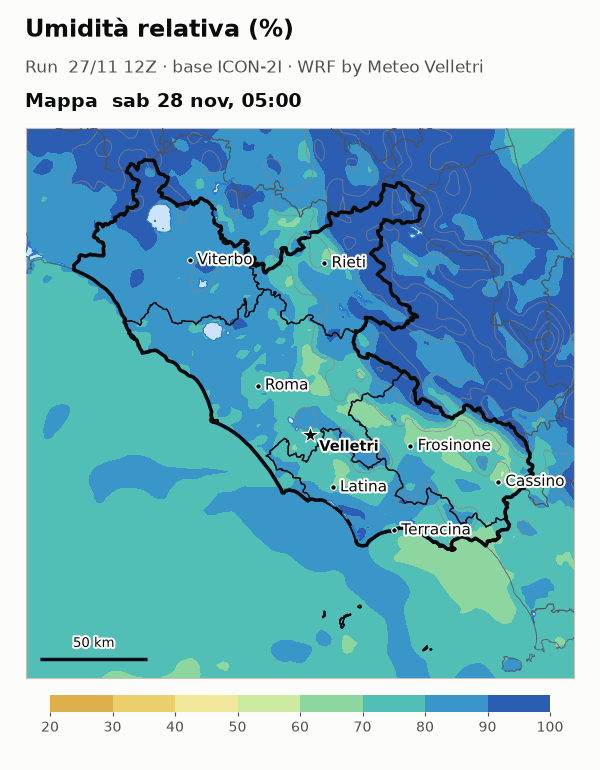 Umidità relativa (%)
Run  27/11 12Z · base ICON-2I · WRF by Meteo Velletri
Mappa  sab 28 nov, 05:00
Viterbo
Rieti
Roma
Velletri
Frosinone
Latina
Cassino
Terracina
50 km
20 30 40 50 60 70 80 90 100